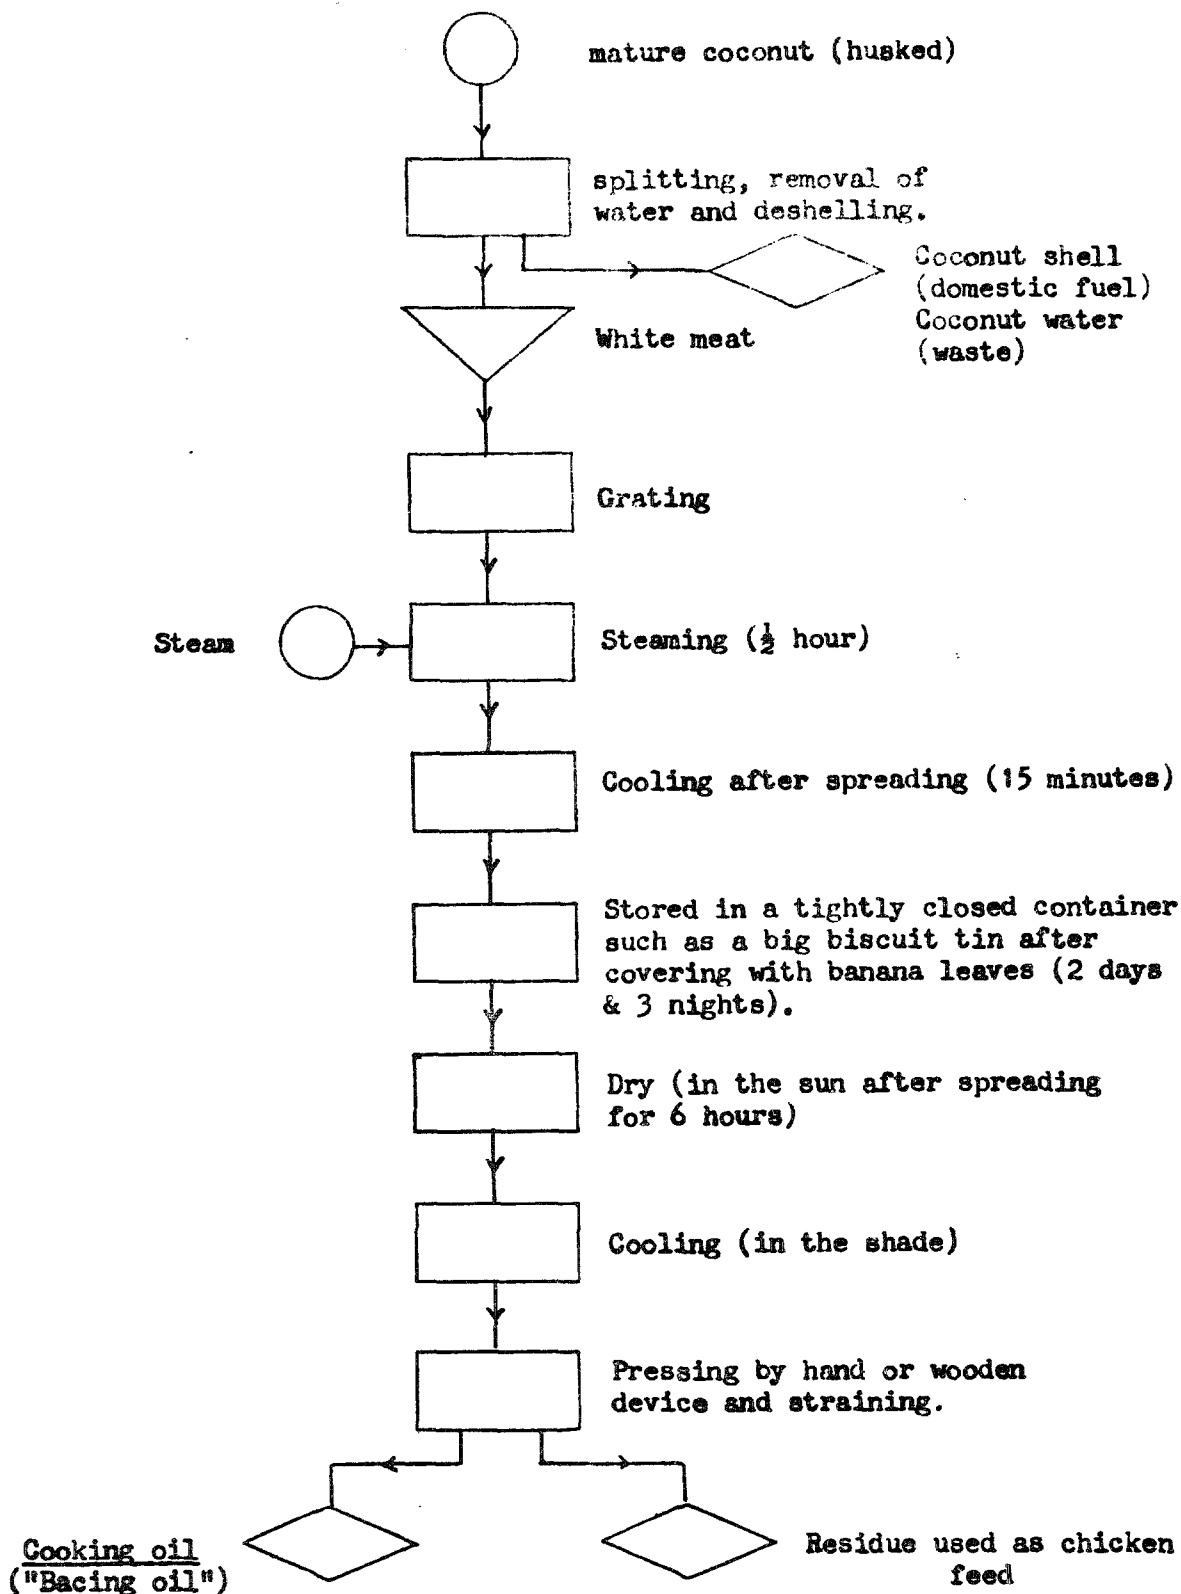 mature coconut (husked)
splitting, removal of
water and deshelling.
Coconut shell
(domestic fuel)
Coconut water
(waste)
White meat
Grating
Steam
Steaming (½ hour)
Cooling after spreading (15 minutes)
Stored in a tightly closed container
such as a big biscuit tin after
covering with banana leaves (2 days
& 3 nights).
Dry (in the sun after spreading
for 6 hours)
Cooling (in the shade)
Pressing by hand or wooden
device and straining.
Cooking oil
("Bacing oil")
Residue used as chicken
feed